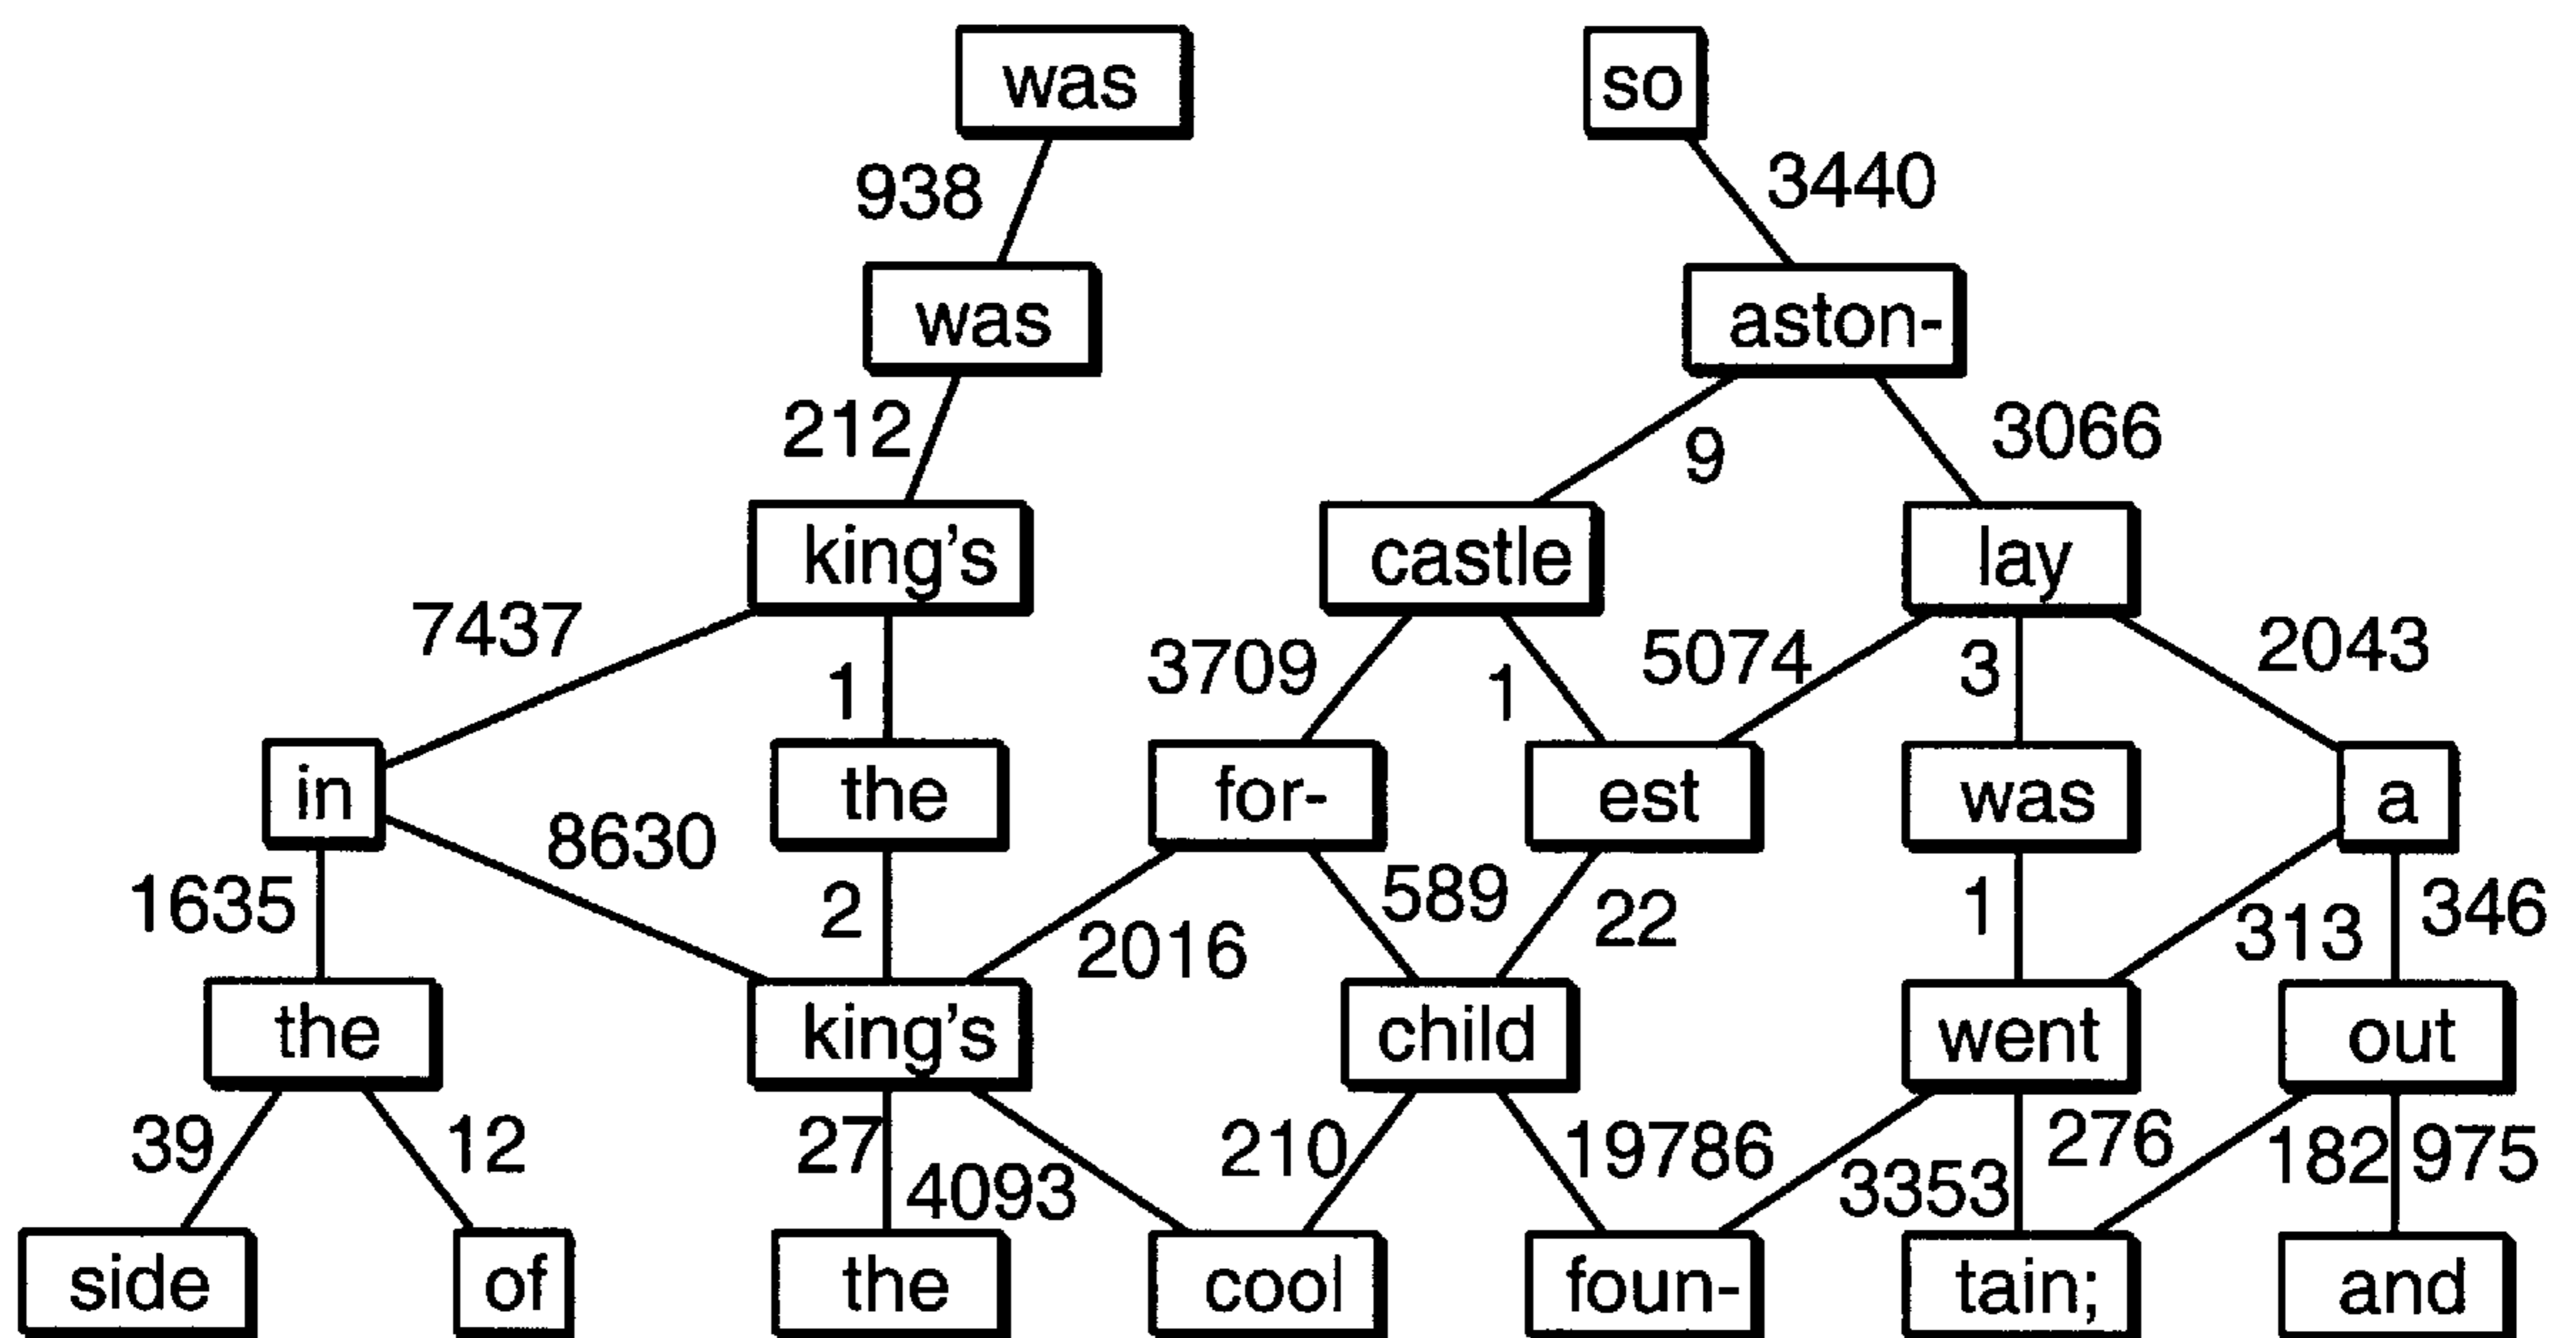 was so
938 3440
was aston-
212 9 3066
king's castle lay
7437 1 3709 1 5074 3 2043
in the for- est was a
1635 8630 2 2016 589 22 1 313 346
the king's child went out
39 12 27 4093 210 19786 3353 276 182 975
side of the cool foun- tain; and